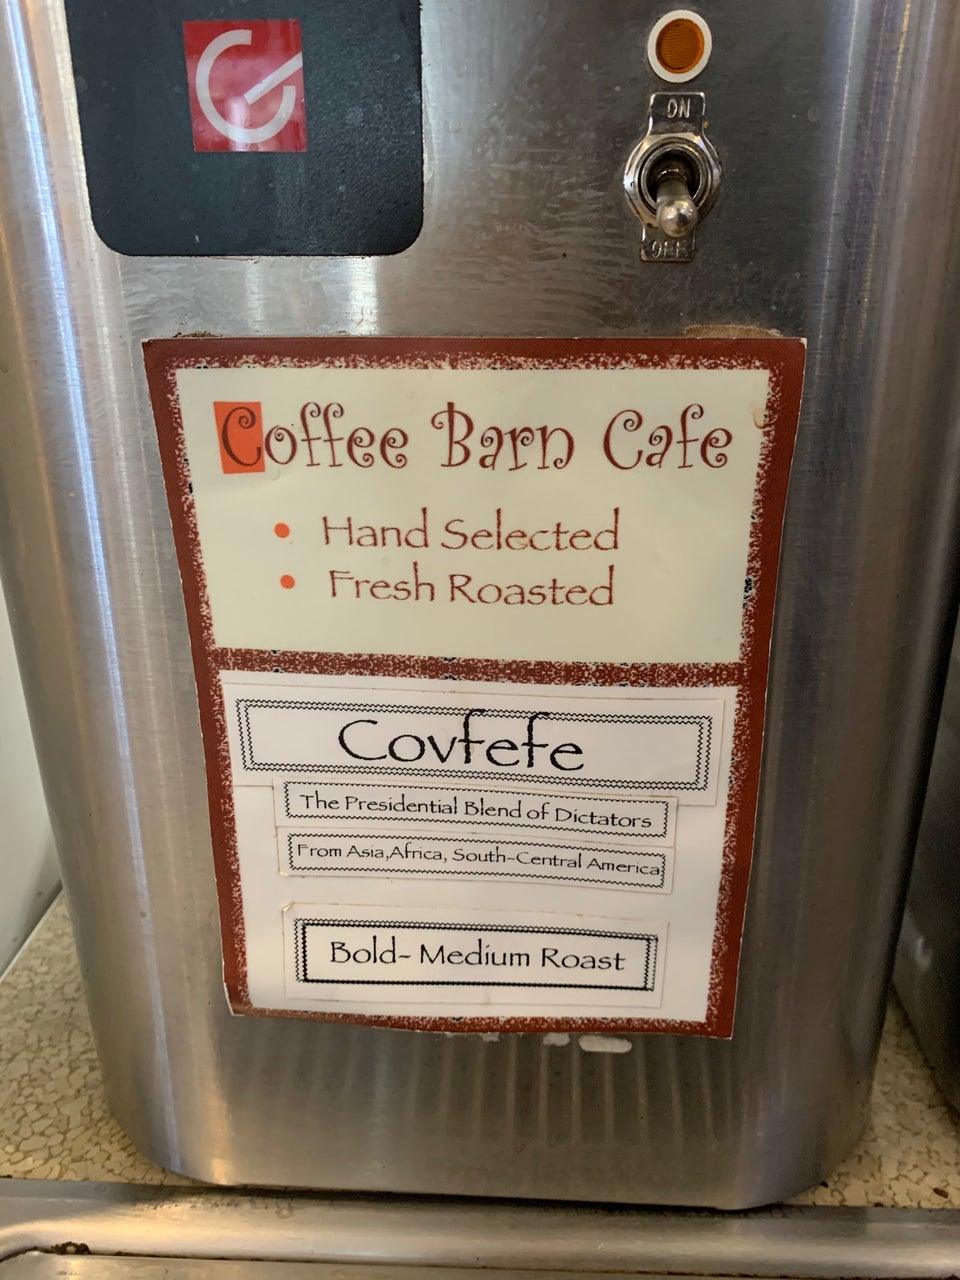 ON
OFF
Coffee Barn Cafe
• Hand Selected
• Fresh Roasted
Covfefe
The Presidential Blend of Dictators
From Asia,Africa, South-Central America
Bold- Medium Roast